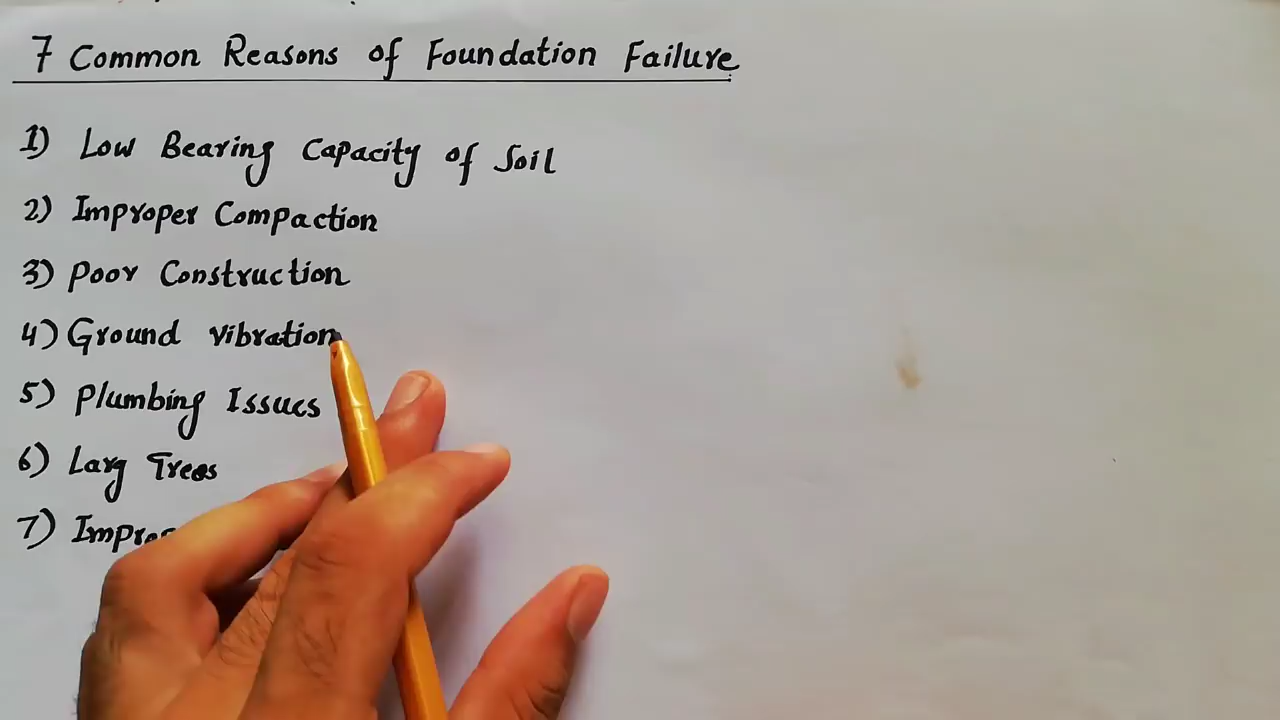 7 Common Reasons of Foundation Failure
1) Low Bearing Capacity of Soil
2) Improper Compaction
3) Poor Construction
4) Ground vibration
5) Plumbing Issues
6) Larg Trees
7)